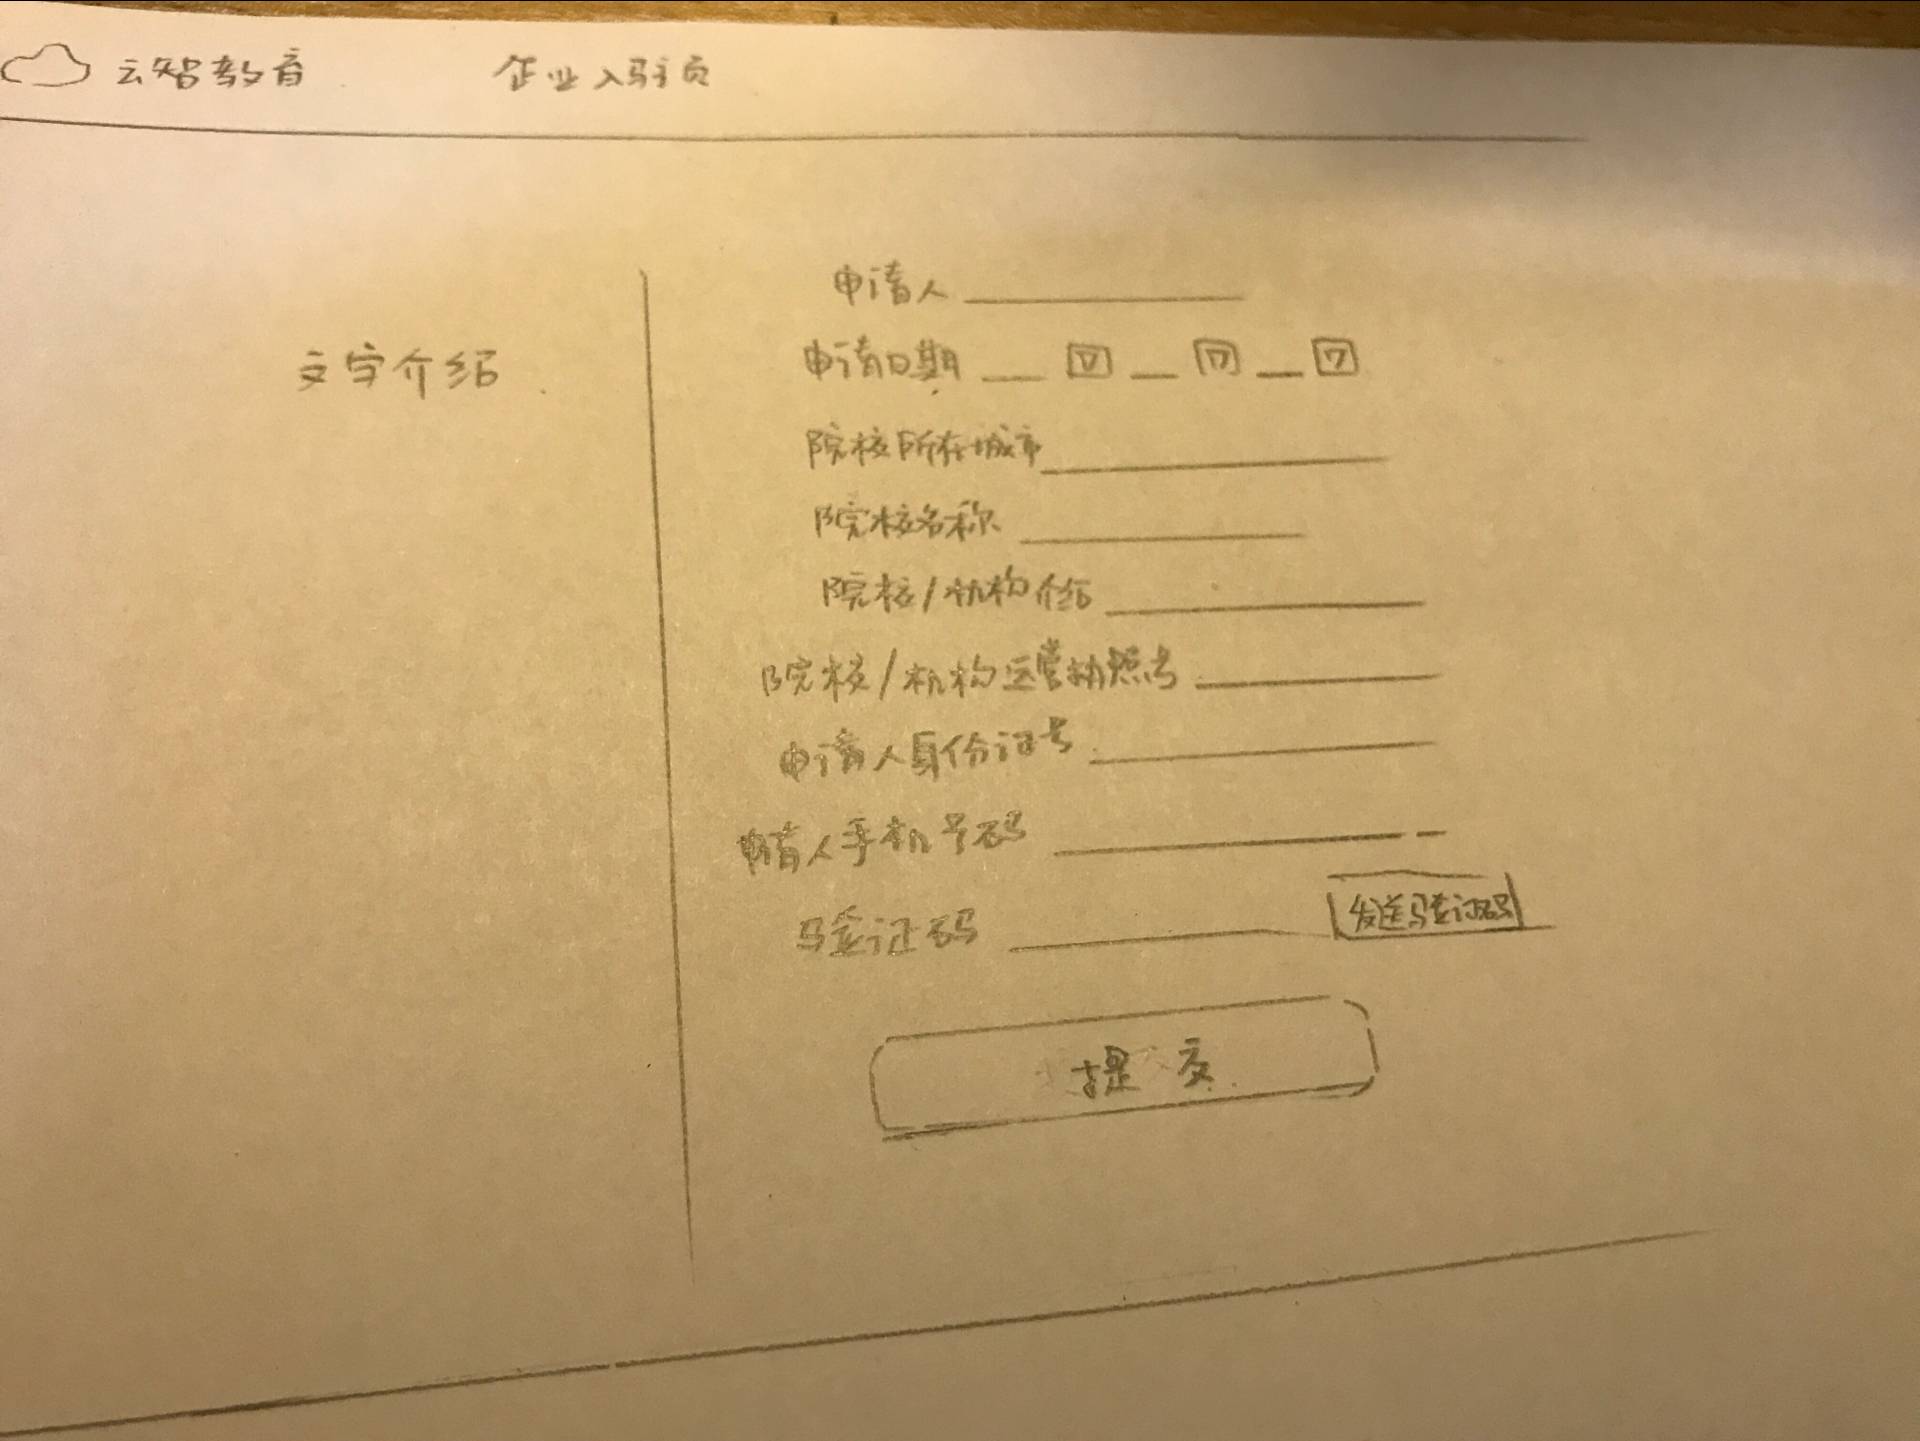 云智教育
企业入驻页
文字介绍
申请人
申请日期
院校所在城市
院校名称
院校/机构介绍
院校/机构运营执照号
申请人身份证号
申请人手机号码
验证码
发送验证码
提交